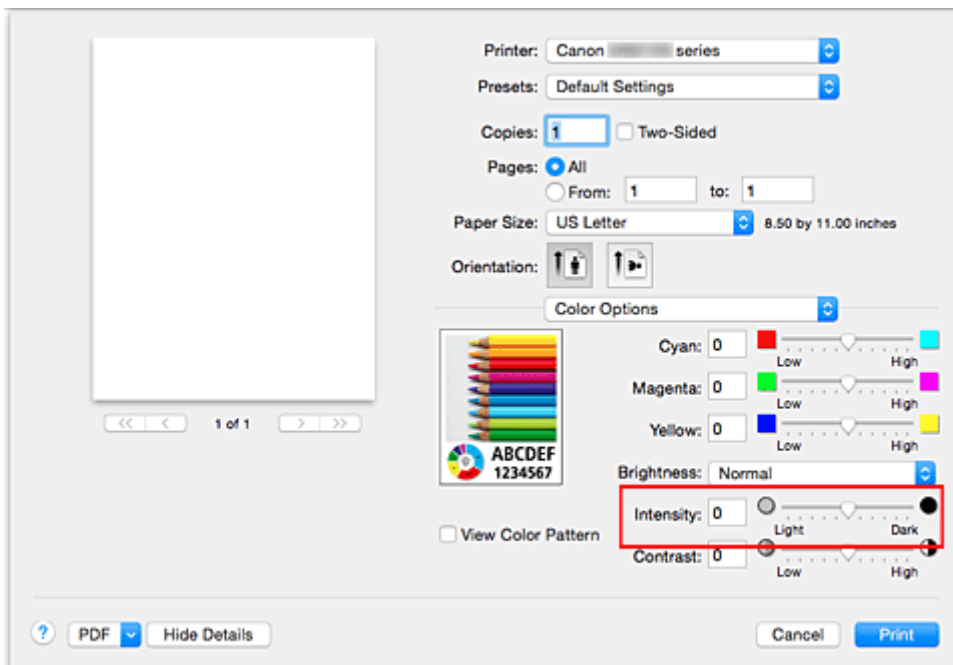 Printer: Canon series
Presets: Default Settings
Copies: 1 Two-Sided
Pages: All
From: 1 to: 1
Paper Size: US Letter 8.50 by 11.00 inches
Orientation:
Color Options
Cyan: 0
Low High
Magenta: 0
Low High
Yellow: 0
Low High
ABCDEF
1234567
Brightness: Normal
Intensity: 0
Light Dark
View Color Pattern
Contrast: 0
Low High
<< < 1 of 1 > >>
? PDF Hide Details Cancel Print